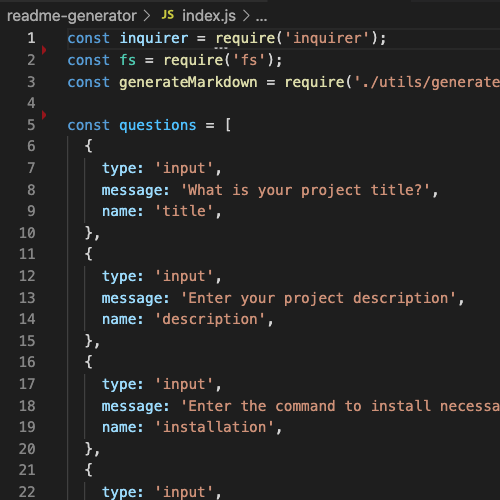 readme-generator > JS index.js > ...
1 const inquirer = require('inquirer');
2 const fs = require('fs');
3 const generateMarkdown = require('./utils/generate
4
5 const questions = [
6 {
7 type: 'input',
8 message: 'What is your project title?',
9 name: 'title',
10 },
11 {
12 type: 'input',
13 message: 'Enter your project description',
14 name: 'description',
15 },
16 {
17 type: 'input',
18 message: 'Enter the command to install necessa
19 name: 'installation',
20 },
21 {
22 type: 'input',